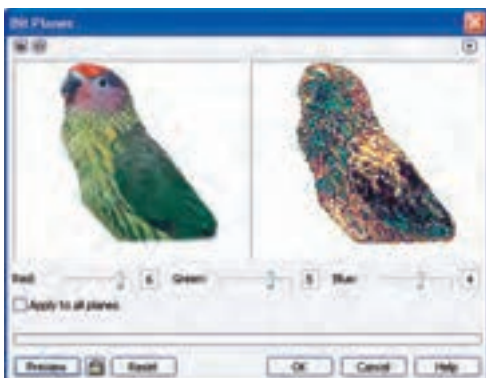 Bit Planes
Red: 6 Green: 5 Blue: 4
Apply to all planes
Preview Reset OK Cancel Help